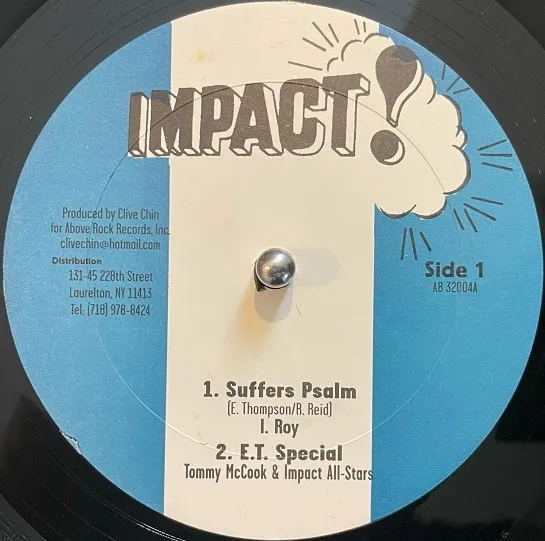 IMPACT!
Produced by Clive Chin
for Above Rock Records, Inc.
clivechin@hotmail.com
Distribution
131-45 228th Street
Laurelton, NY 11413
Tel: (718) 978-8424
Side 1
AB 32004A
1. Suffers Psalm
(E. Thompson/R. Reid)
I. Roy
2. E.T. Special
Tommy McCook & Impact All-Stars